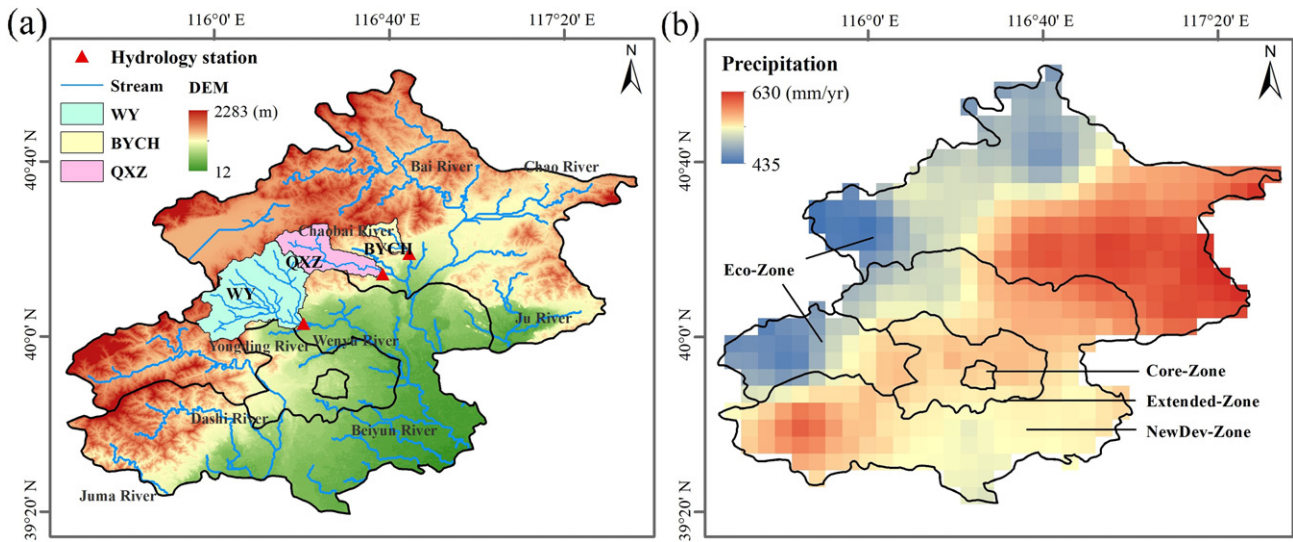 (a)
116°0' E
116°40' E
117°20' E
Hydrology station
Stream
DEM
WY
2283 (m)
BYCH
QXZ
12
N
40°40' N
40°00' N
39°20' N
Bai River
Chao River
Chaobai River
BYCH
QXZ
WY
Ju River
Yongding River
Wenyu River
Dashi River
Beiyun River
Juma River
(b)
116°0' E
116°40' E
117°20' E
Precipitation
630 (mm/yr)
435
N
40°40' N
40°00' N
39°20' N
Eco-Zone
Core-Zone
Extended-Zone
NewDev-Zone